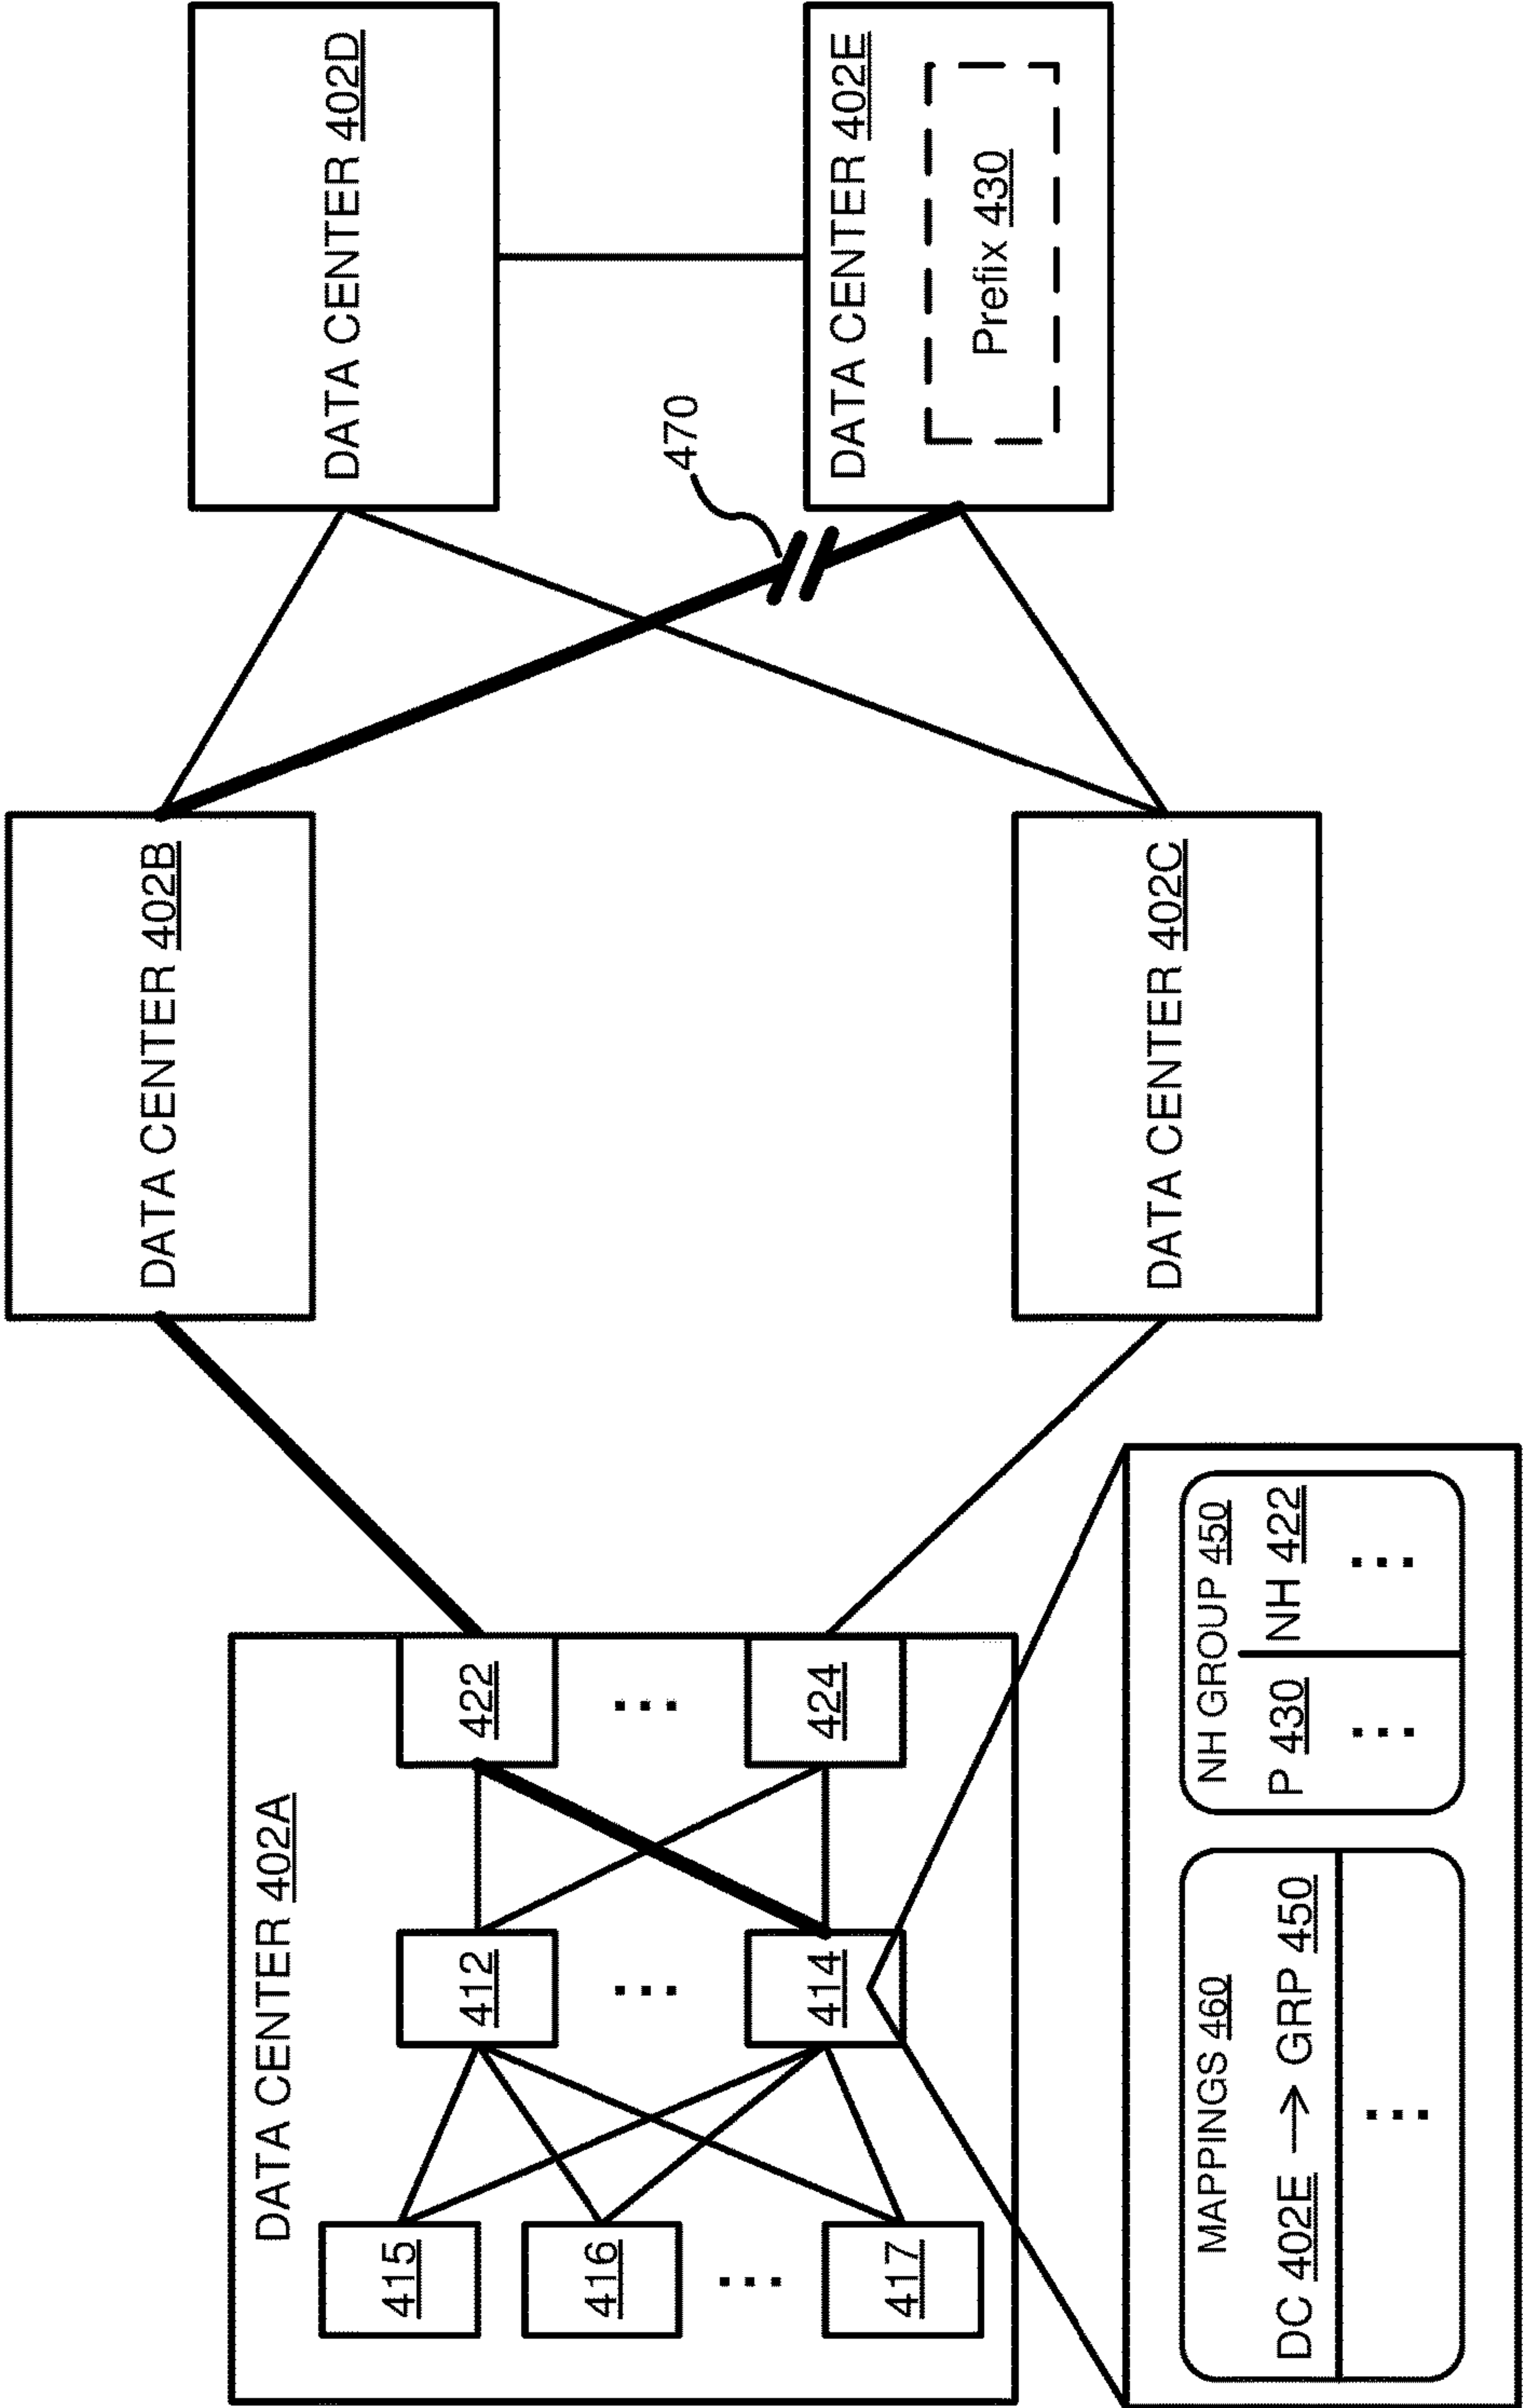 DATA CENTER 402A
415
416
417
412
414
422
424
DATA CENTER 402B
DATA CENTER 402C
DATA CENTER 402D
DATA CENTER 402E
Prefix 430
470
MAPPINGS 460
DC 402E → GRP 450
NH GROUP 450
P 430 NH 422